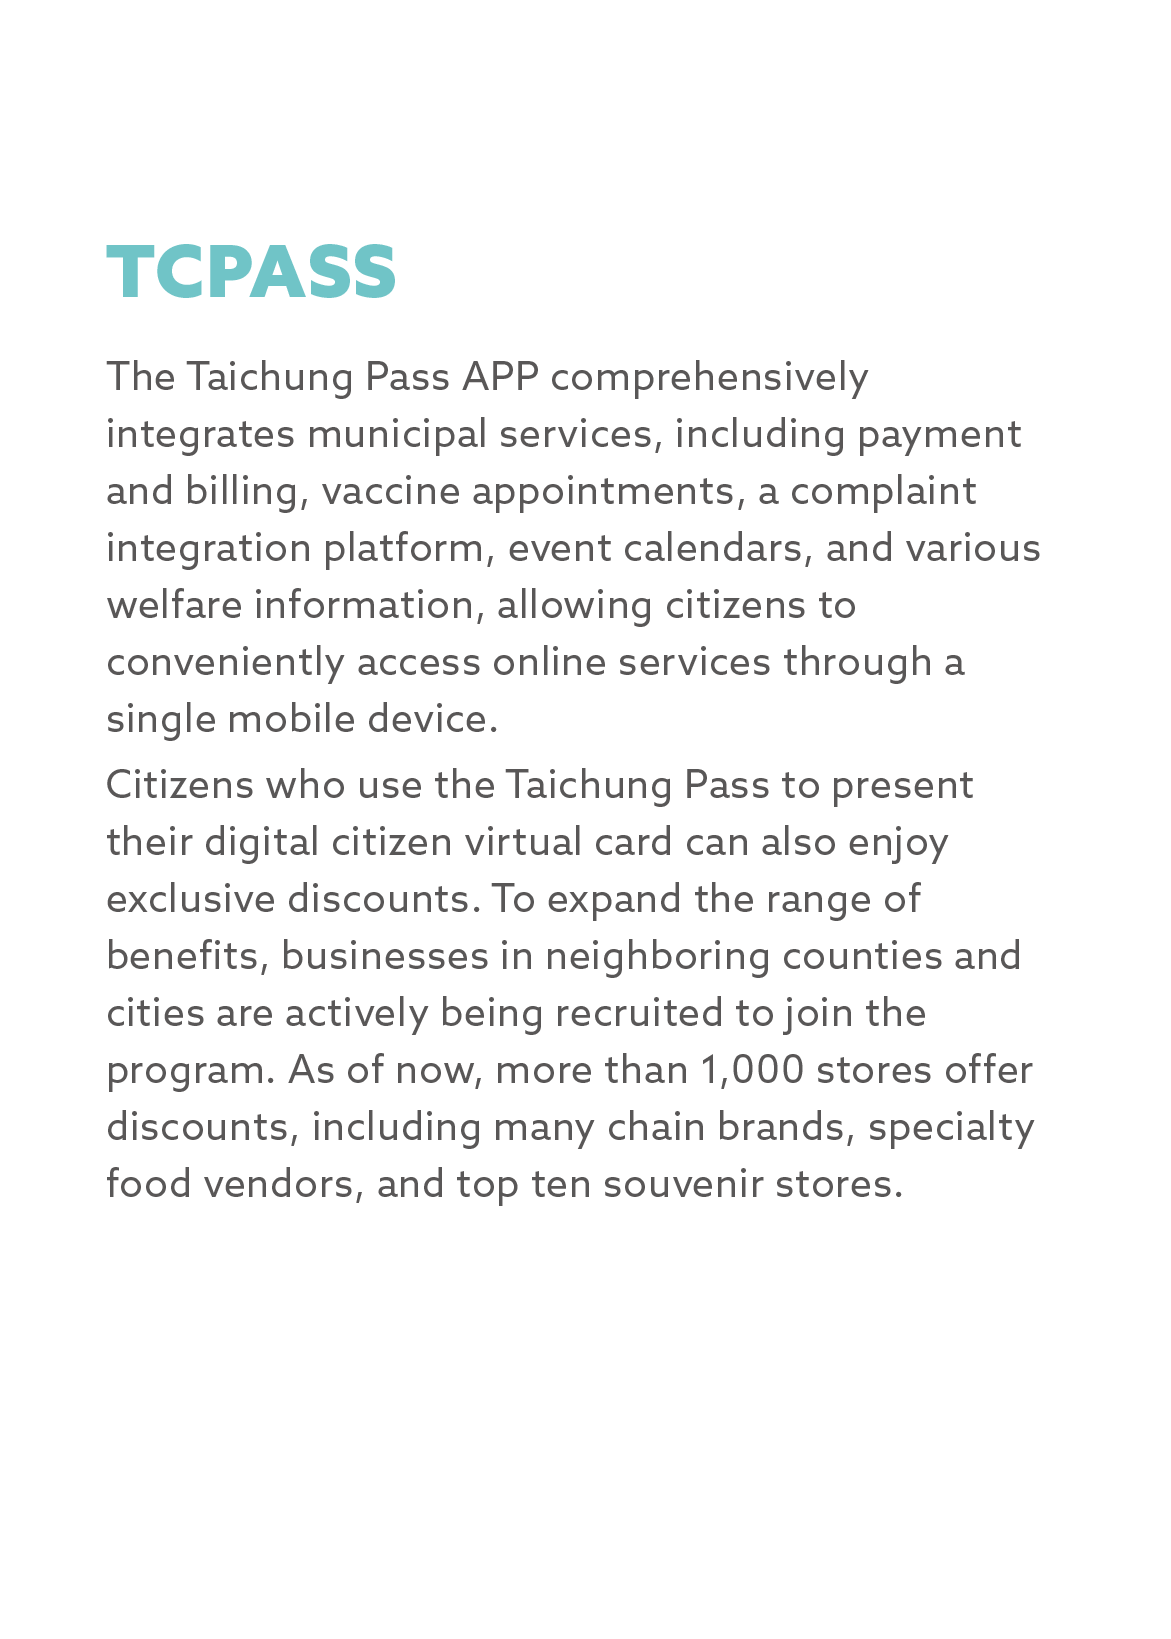 TCPASS
The Taichung Pass APP comprehensively
integrates municipal services, including payment
and billing, vaccine appointments, a complaint
integration platform, event calendars, and various
welfare information, allowing citizens to
conveniently access online services through a
single mobile device.
Citizens who use the Taichung Pass to present
their digital citizen virtual card can also enjoy
exclusive discounts. To expand the range of
benefits, businesses in neighboring counties and
cities are actively being recruited to join the
program. As of now, more than 1,000 stores offer
discounts, including many chain brands, specialty
food vendors, and top ten souvenir stores.